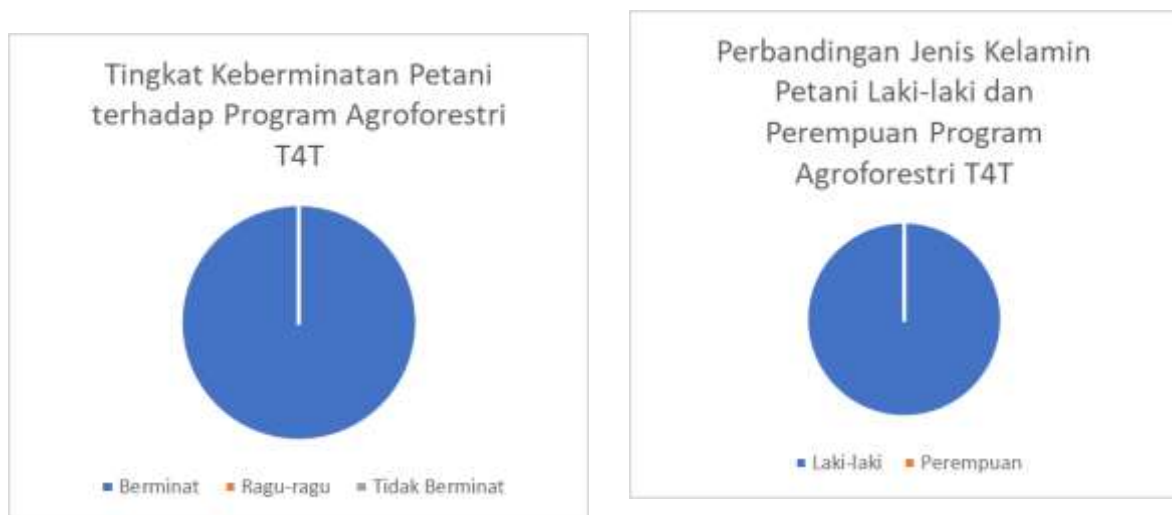 Tingkat Keberminatan Petani
terhadap Program Agroforestri
T4T
Berminat Ragu-ragu Tidak Berminat
Perbandingan Jenis Kelamin
Petani Laki-laki dan
Perempuan Program
Agroforestri T4T
Laki-laki Perempuan